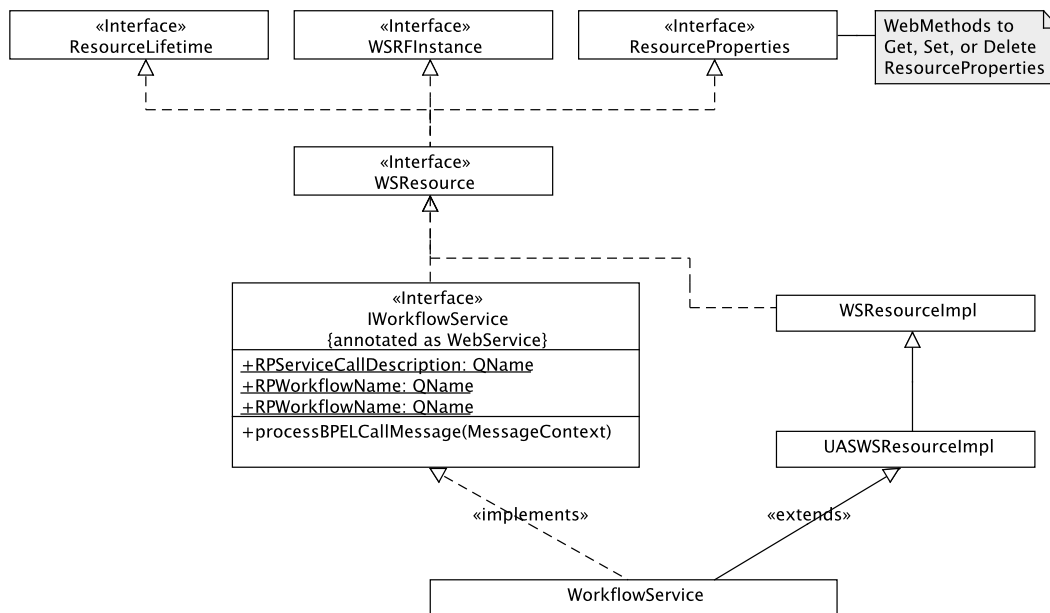 «Interface»
ResourceLifetime
«Interface»
WSRFInstance
«Interface»
ResourceProperties
WebMethods to
Get, Set, or Delete
ResourceProperties
«Interface»
WSResource
«Interface»
IWorkflowService
{annotated as WebService}
+RPServiceCallDescription: QName
+RPWorkflowName: QName
+RPWorkflowName: QName
+processBPELCallMessage(MessageContext)
WSResourceImpl
UASWSResourceImpl
«implements»
«extends»
WorkflowService